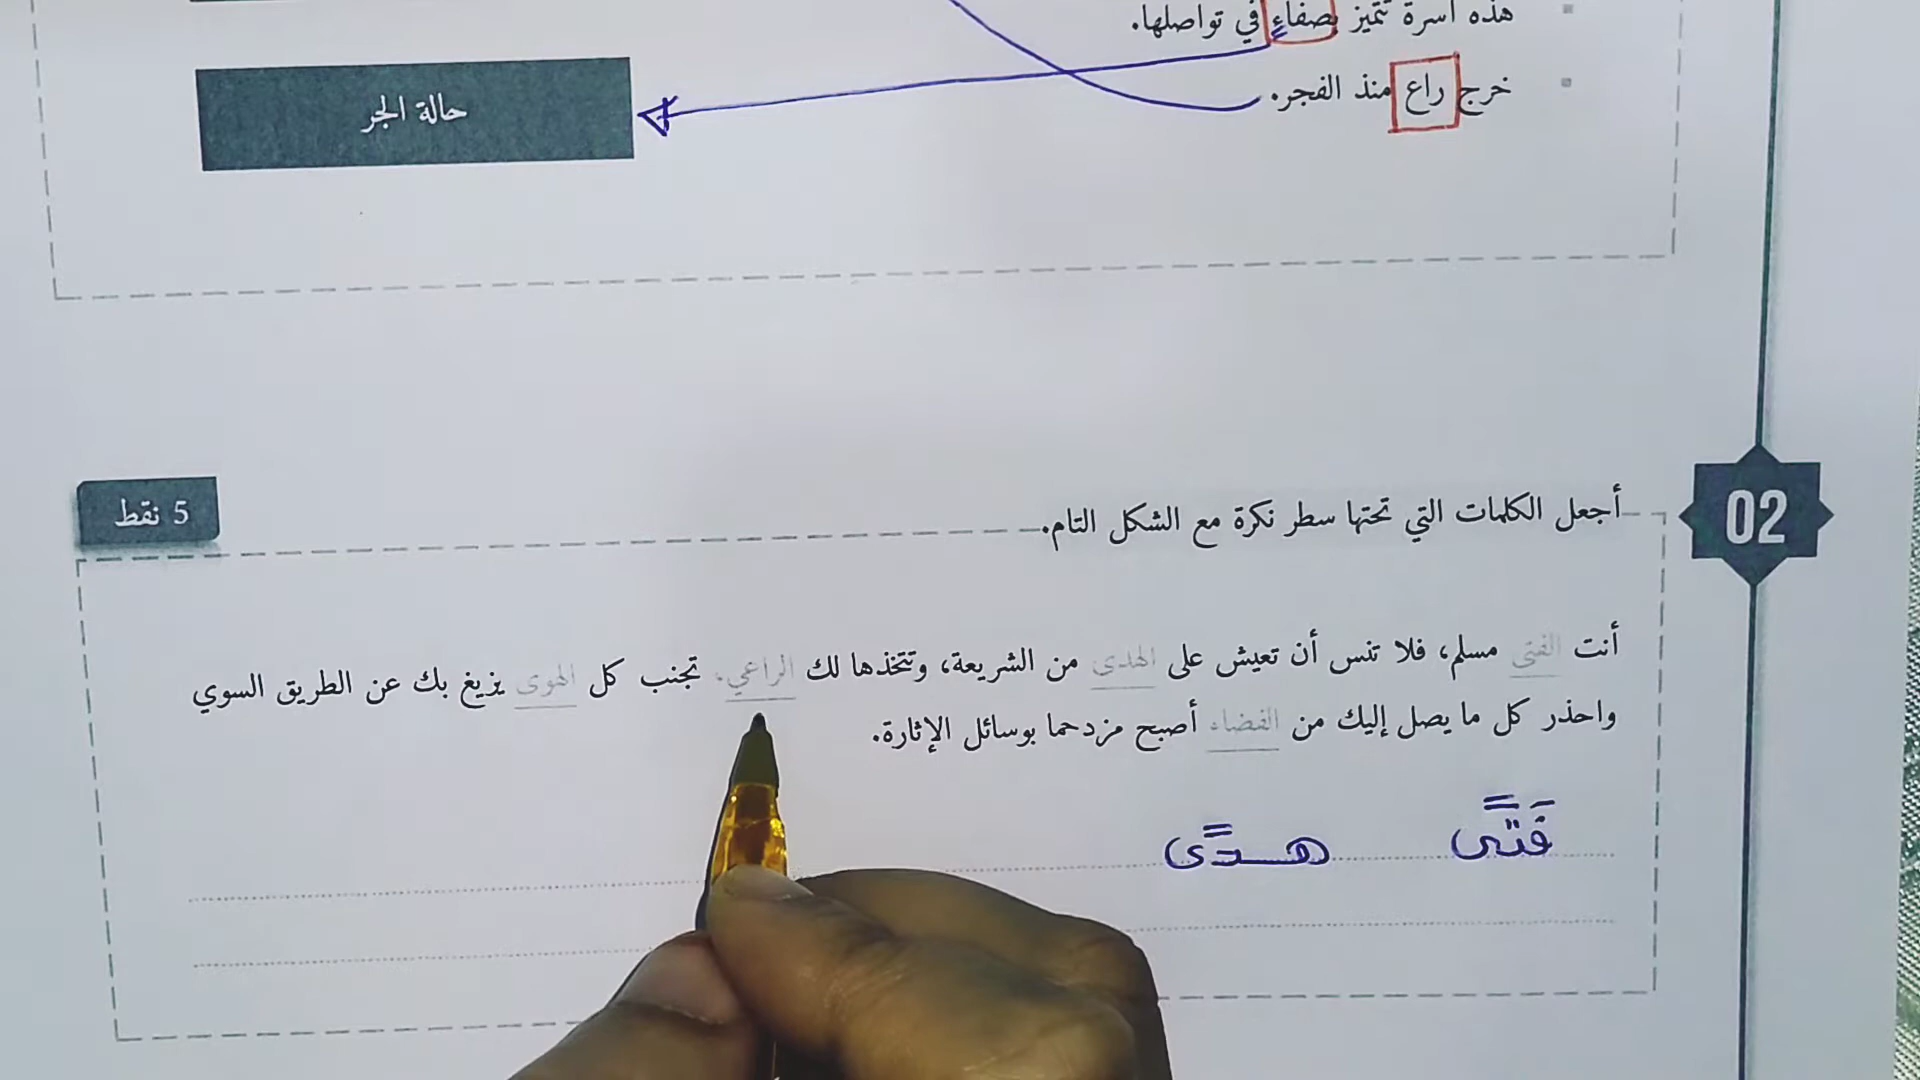 هذه أسرة تتميز بصفاءٍ في تواصلها.
خرج راع منذ الفجر.
حالة الجر
02
أجعل الكلمات التي تحتها سطر نكرة مع الشكل التام.
5 نقط
أنت الفتى مسلم، فلا تنس أن تعيش على الهدى من الشريعة، وتتخذها لك الراعي، تجنب كل الهوى يزيغ بك عن الطريق السوي
واحذر كل ما يصل إليك من الفضاء أصبح مزدحما بوسائل الإثارة.
فَتًى هدًى